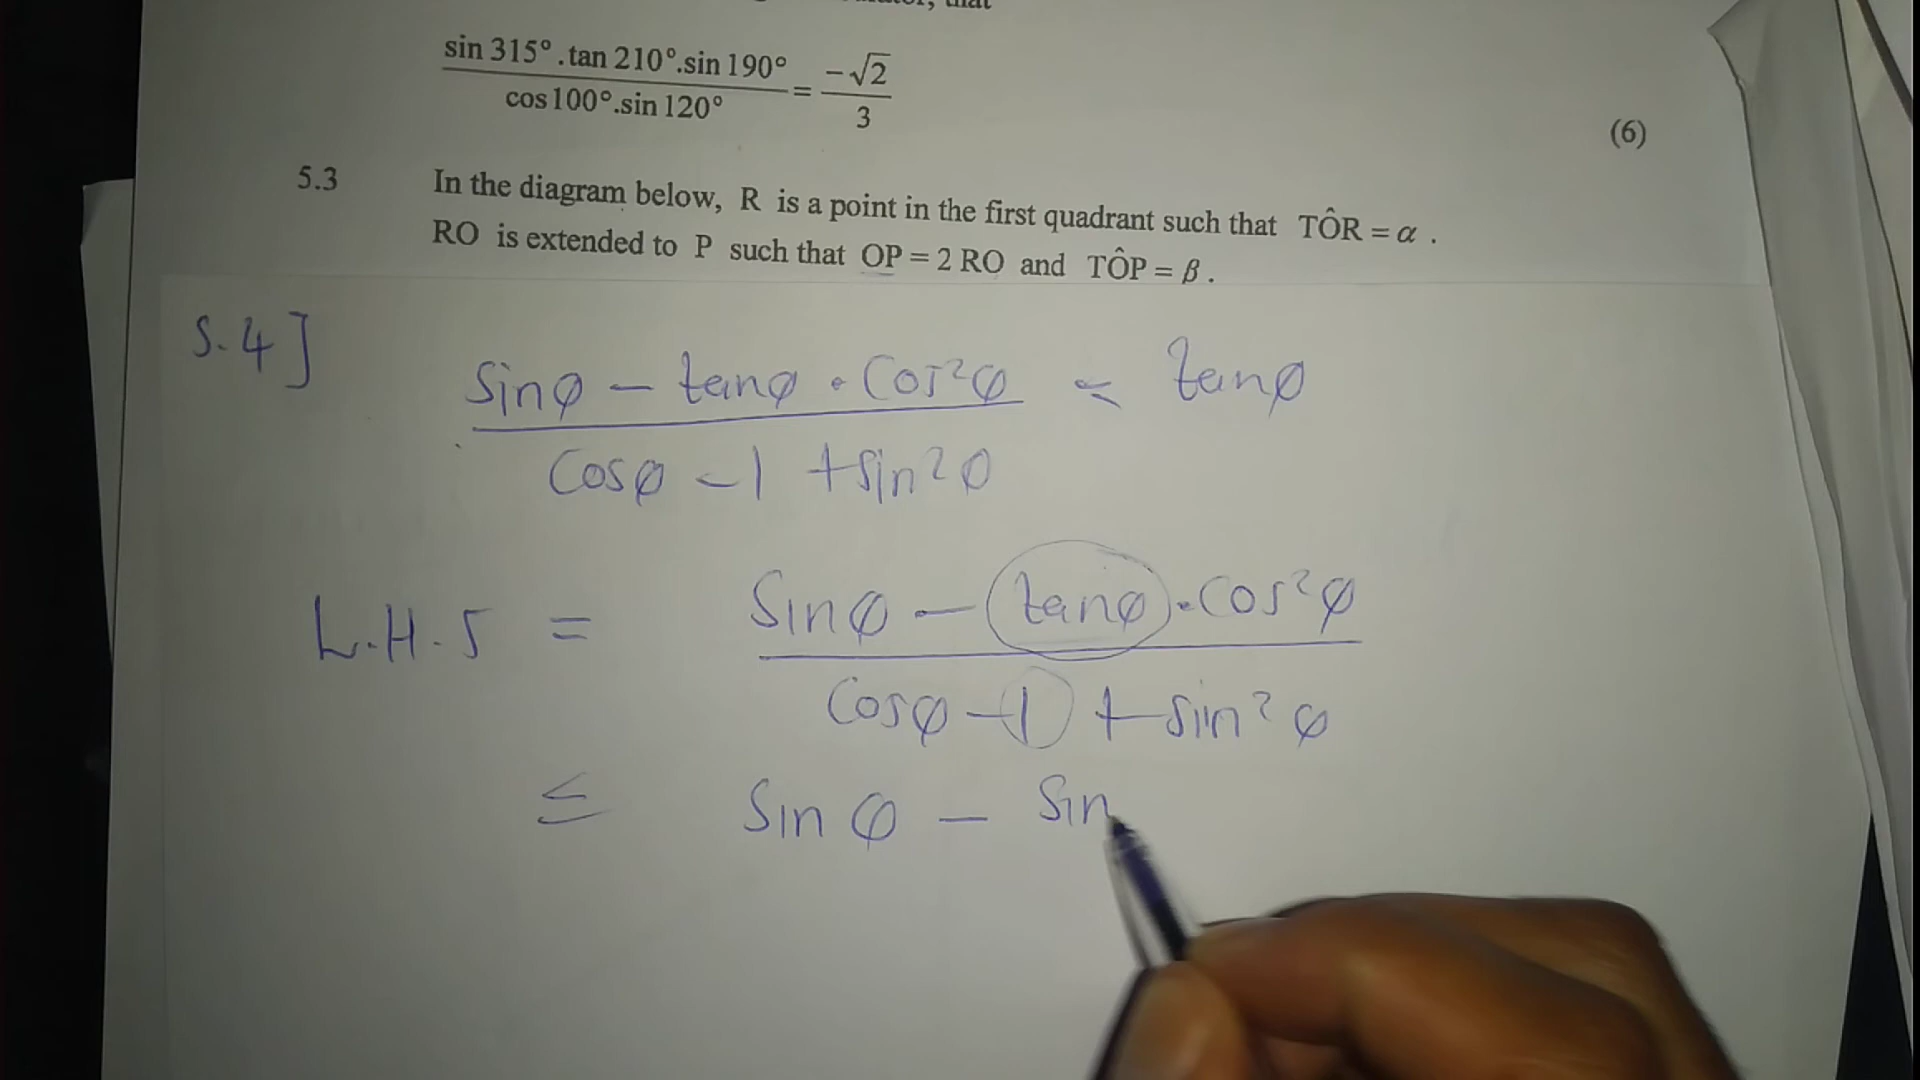 that
sin 315° . tan 210°. sin 190°
cos 100°. sin 120°
= -√2
3
(6)
5.3 In the diagram below, R is a point in the first quadrant such that TÔR = α .
RO is extended to P such that OP = 2 RO and TÔP = β .
5.4]
sinφ - tanφ . cos²φ = tanφ
cosφ - 1 + sin²φ
L.H.S = sinφ - tanφ . cos²φ
cosφ - 1 + sin²φ
= sin φ - sin